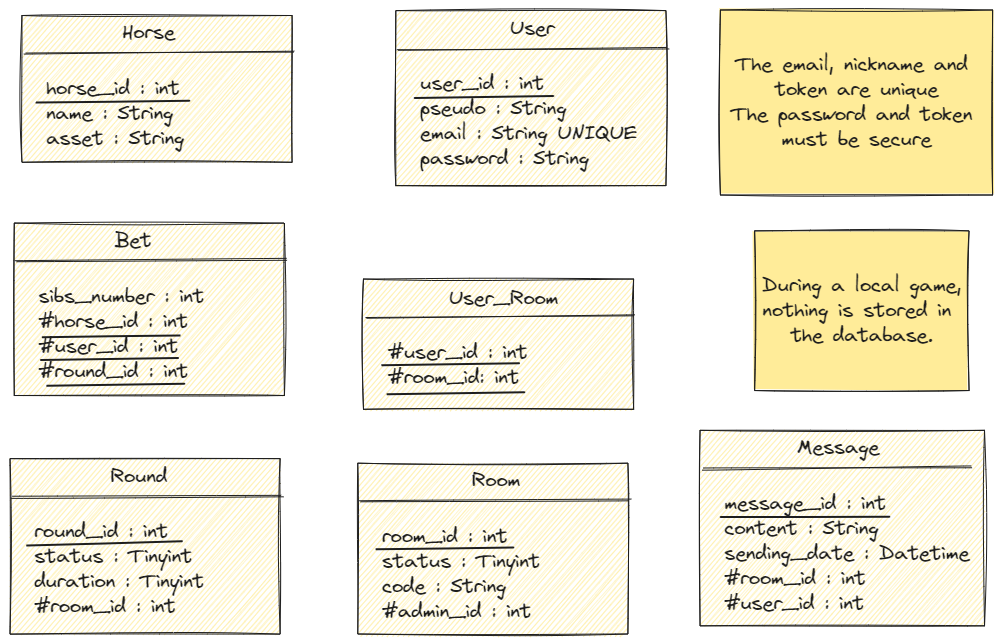 Horse
horse_id : int
name : String
asset : String
User
user_id : int
pseudo : String
email : String UNIQUE
password : String
The email, nickname and
token are unique
The password and token
must be secure
Bet
sibs_number : int
#horse_id : int
#user_id : int
#round_id : int
User_Room
#user_id : int
#room_id: int
During a local game,
nothing is stored in
the database.
Round
round_id : int
status : Tinyint
duration : Tinyint
#room_id : int
Room
room_id : int
status : Tinyint
code : String
#admin_id : int
Message
message_id : int
content : String
sending_date : Datetime
#room_id : int
#user_id : int